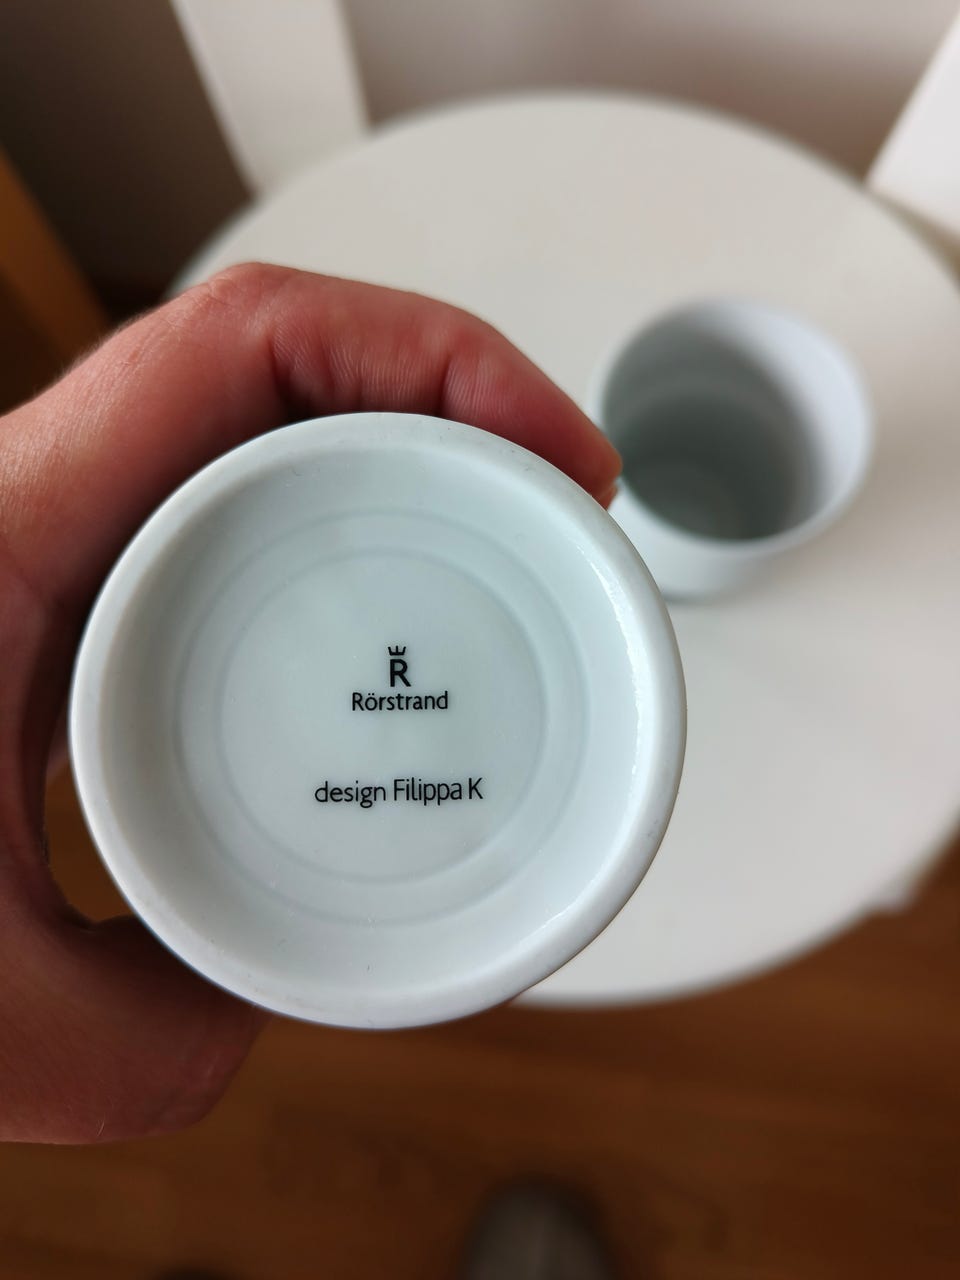 R
Rörstrand
design Filippa K